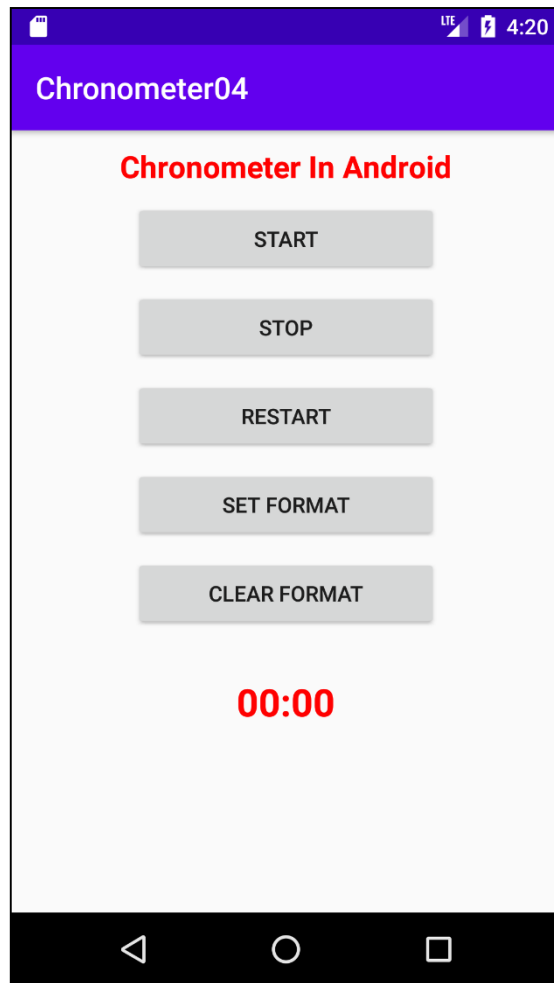 LTE 4:20
Chronometer04
Chronometer In Android
START
STOP
RESTART
SET FORMAT
CLEAR FORMAT
00:00